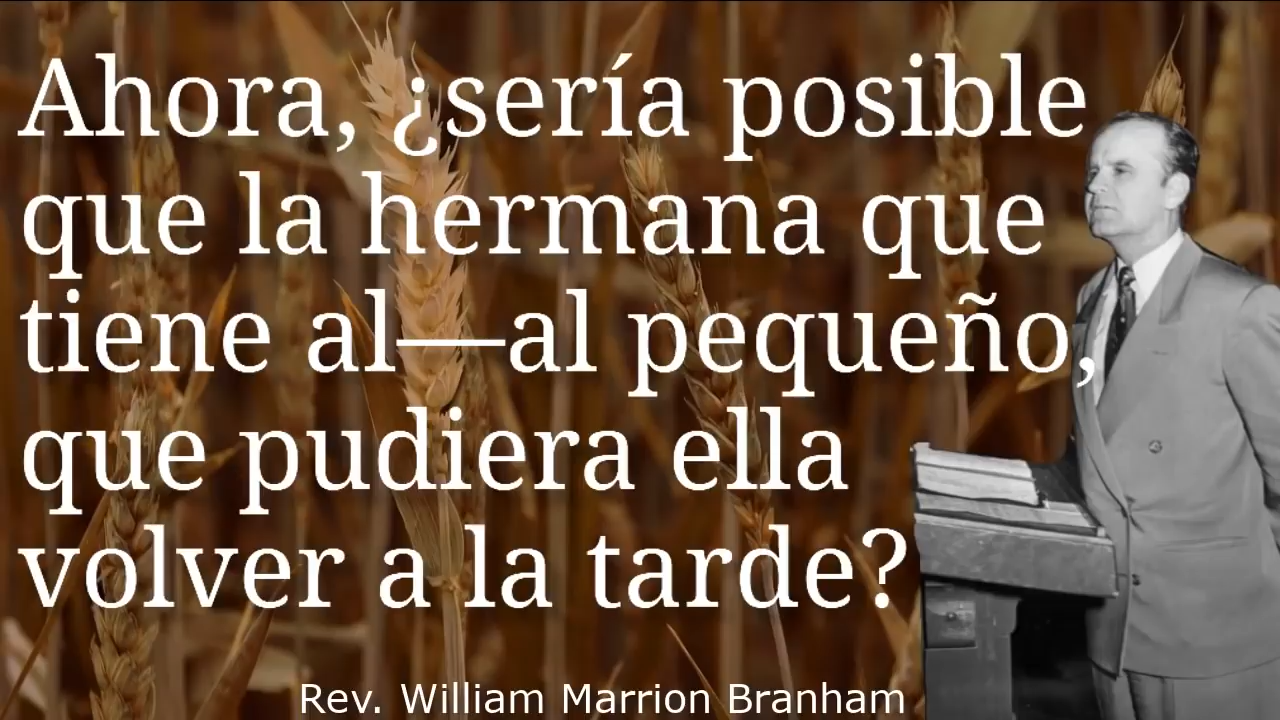 Ahora, ¿sería posible
que la hermana que
tiene al—al pequeño,
que pudiera ella
volver a la tarde?
Rev. William Marrion Branham